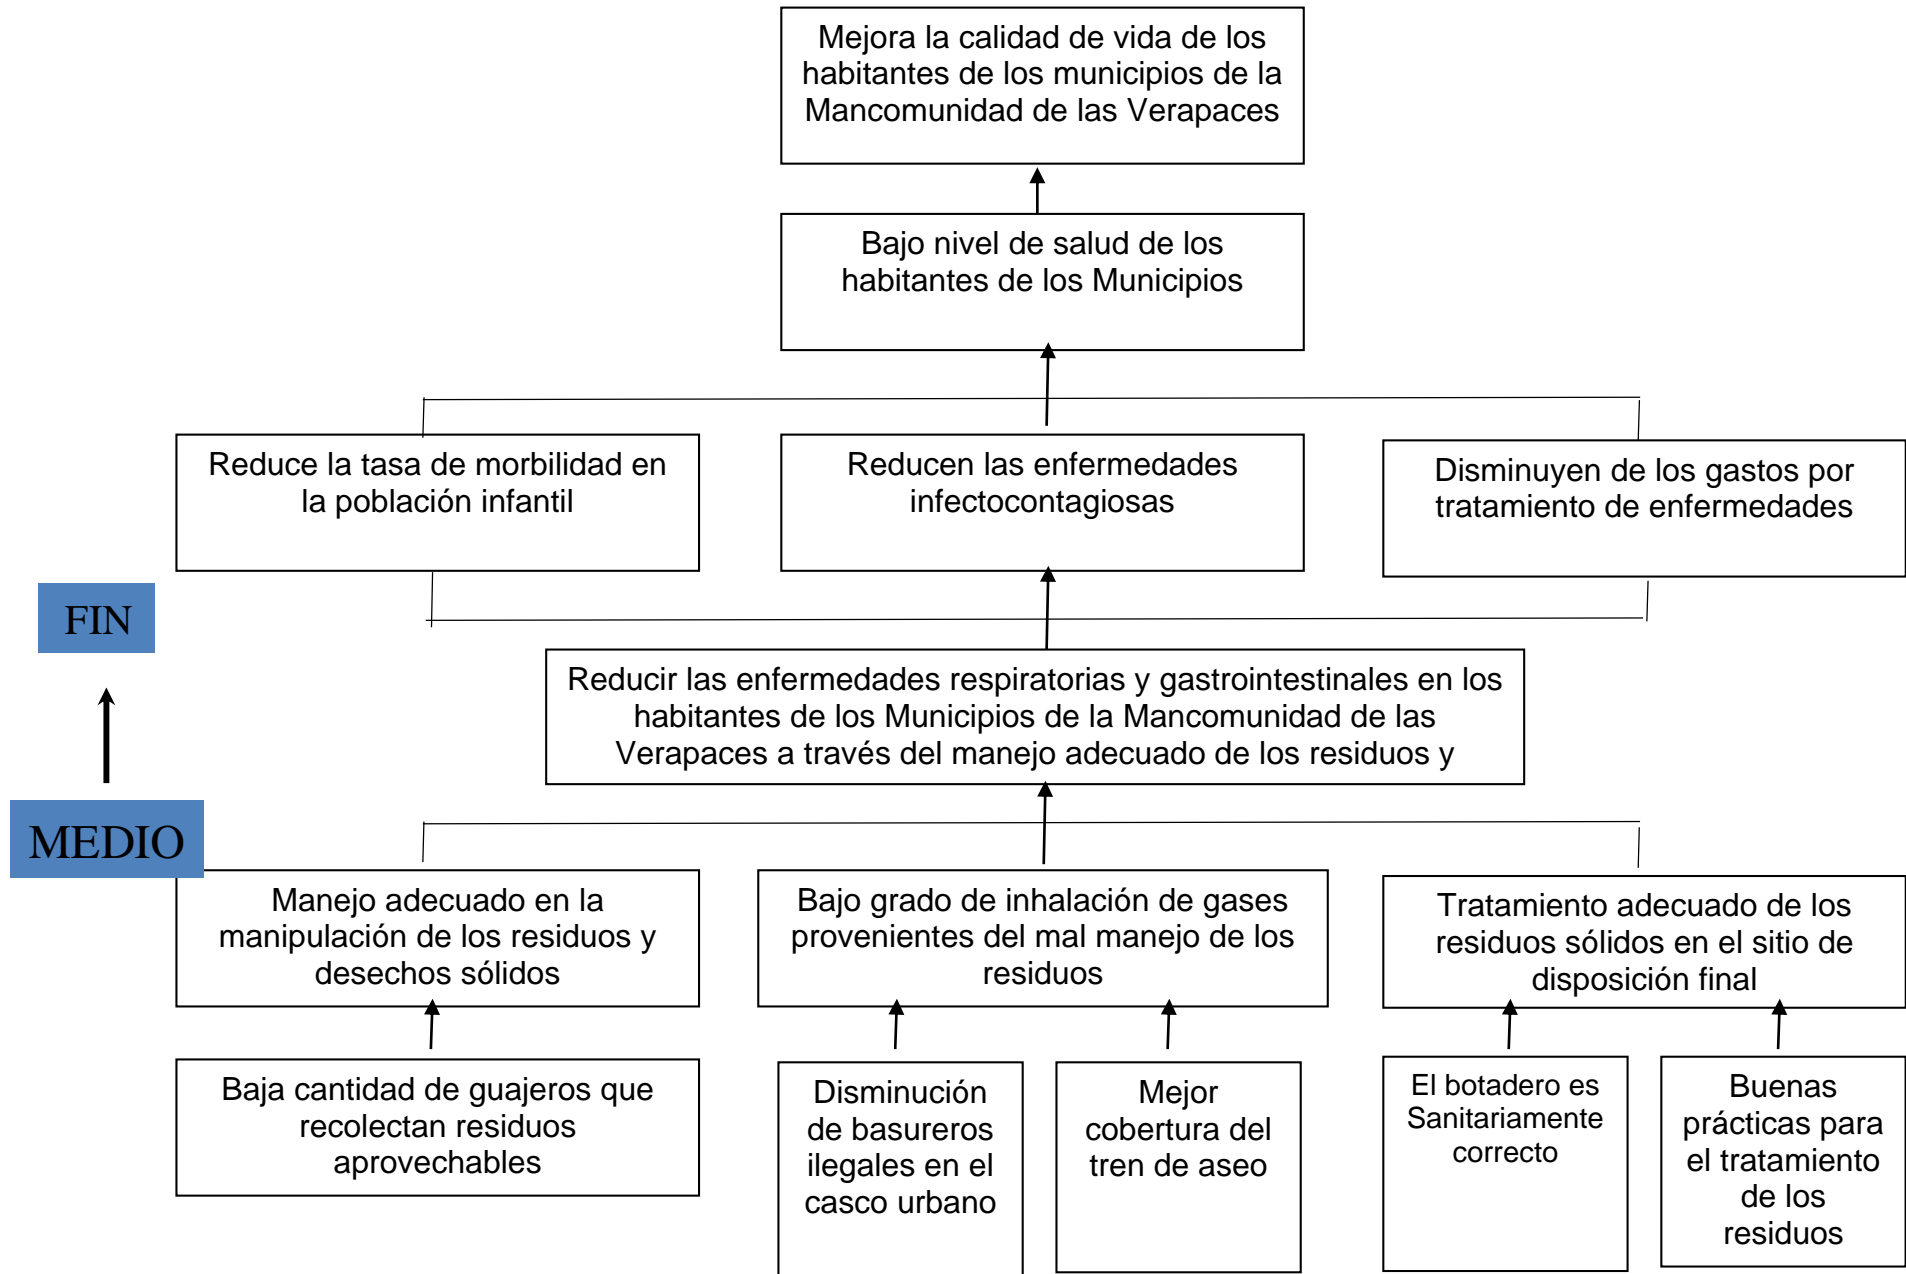 Mejora la calidad de vida de los
habitantes de los municipios de la
Mancomunidad de las Verapaces
Bajo nivel de salud de los
habitantes de los Municipios
Reduce la tasa de morbilidad en
la población infantil
Reducen las enfermedades
infectocontagiosas
Disminuyen de los gastos por
tratamiento de enfermedades
FIN
Reducir las enfermedades respiratorias y gastrointestinales en los
habitantes de los Municipios de la Mancomunidad de las
Verapaces a través del manejo adecuado de los residuos y
MEDIO
Manejo adecuado en la
manipulación de los residuos y
desechos sólidos
Bajo grado de inhalación de gases
provenientes del mal manejo de los
residuos
Tratamiento adecuado de los
residuos sólidos en el sitio de
disposición final
Baja cantidad de guajeros que
recolectan residuos
aprovechables
Disminución
de basureros
ilegales en el
casco urbano
Mejor
cobertura del
tren de aseo
El botadero es
Sanitariamente
correcto
Buenas
prácticas para
el tratamiento
de los
residuos